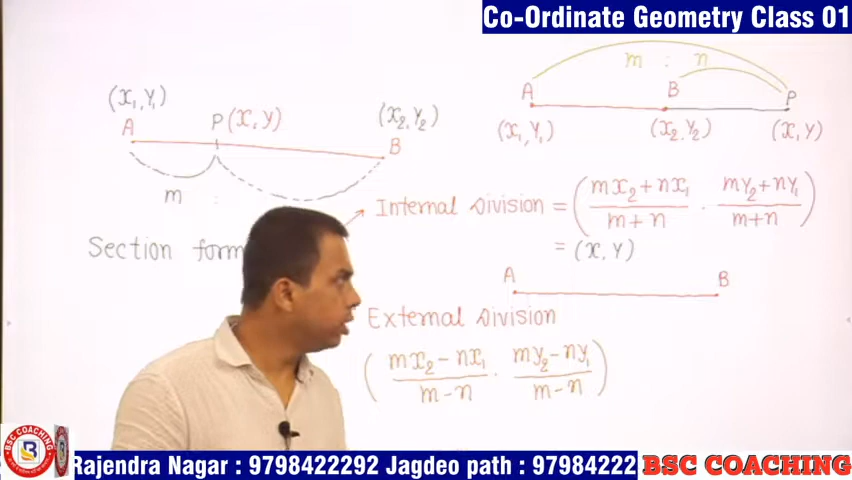 Co-Ordinate Geometry Class 01
m : n
A B P
(x₁, y₁) (x₂, y₂) (x, y)
(x₁, y₁) (x₂, y₂)
A P (x, y) B
m :
Internal Division = ( mx₂ + nx₁ / m + n . my₂ + ny₁ / m + n )
Section form
= (x, y)
A B
External Division
( mx₂ - nx₁ / m - n . my₂ - ny₁ / m - n )
BSC COACHING
Rajendra Nagar : 9798422292 Jagdeo path : 97984222 BSC COACHING